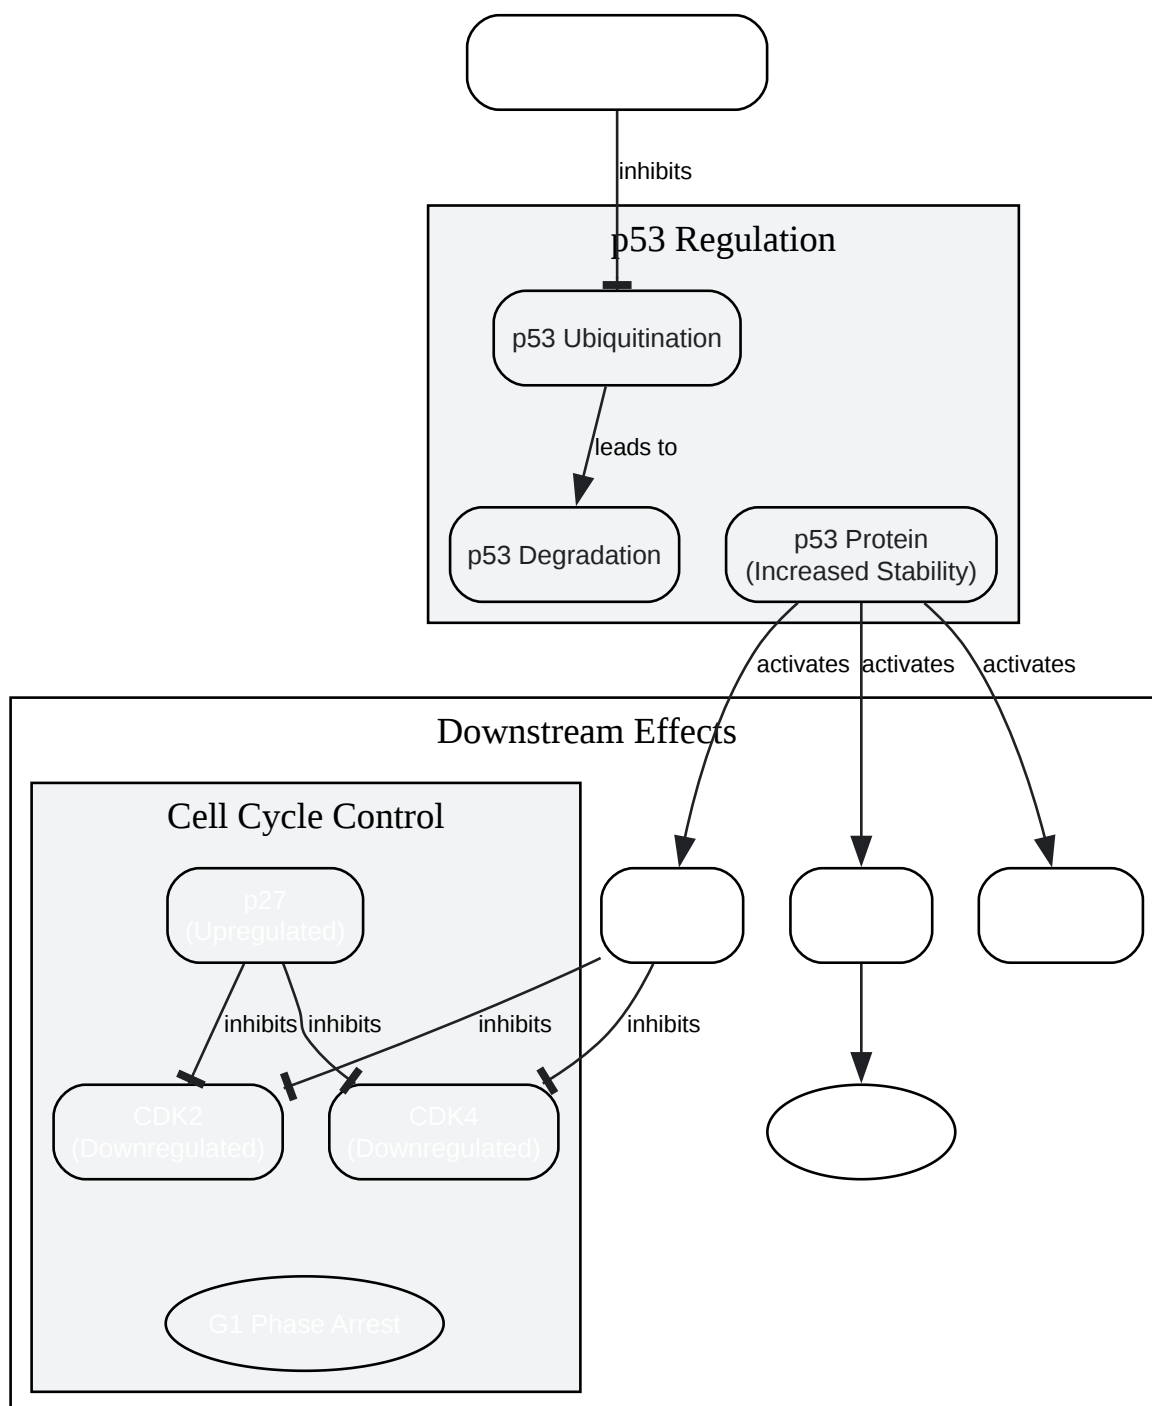 inhibits
p53 Regulation
p53 Ubiquitination
leads to
p53 Degradation
p53 Protein
(Increased Stability)
activates
activates
activates
Downstream Effects
Cell Cycle Control
p27
(Upregulated)
inhibits
inhibits
inhibits
inhibits
CDK2
(Downregulated)
CDK4
(Downregulated)
G1 Phase Arrest